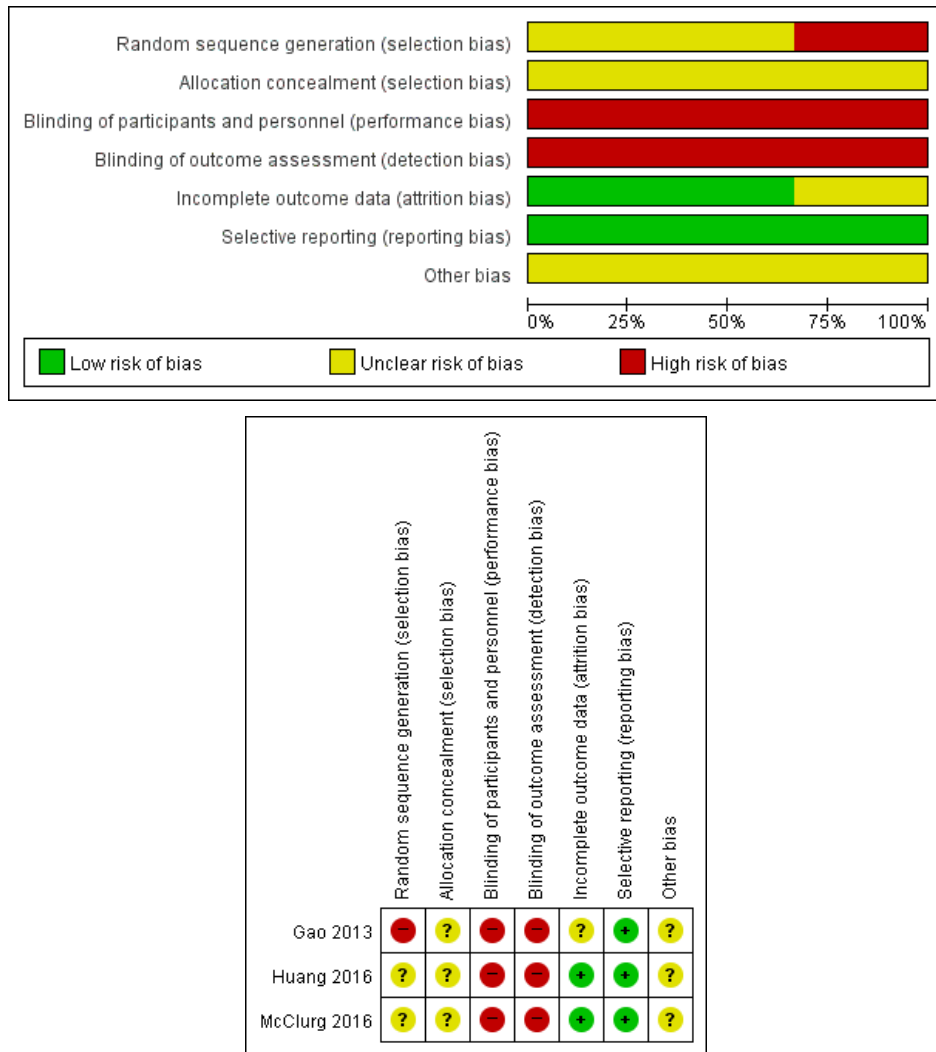 Random sequence generation (selection bias)
Allocation concealment (selection bias)
Blinding of participants and personnel (performance bias)
Blinding of outcome assessment (detection bias)
Incomplete outcome data (attrition bias)
Selective reporting (reporting bias)
Other bias
0% 25% 50% 75% 100%
Low risk of bias Unclear risk of bias High risk of bias
Random sequence generation (selection bias)
Allocation concealment (selection bias)
Blinding of participants and personnel (performance bias)
Blinding of outcome assessment (detection bias)
Incomplete outcome data (attrition bias)
Selective reporting (reporting bias)
Other bias
Gao 2013 − ? − − ? + ?
Huang 2016 ? ? − − + + ?
McClurg 2016 ? ? − − + + ?